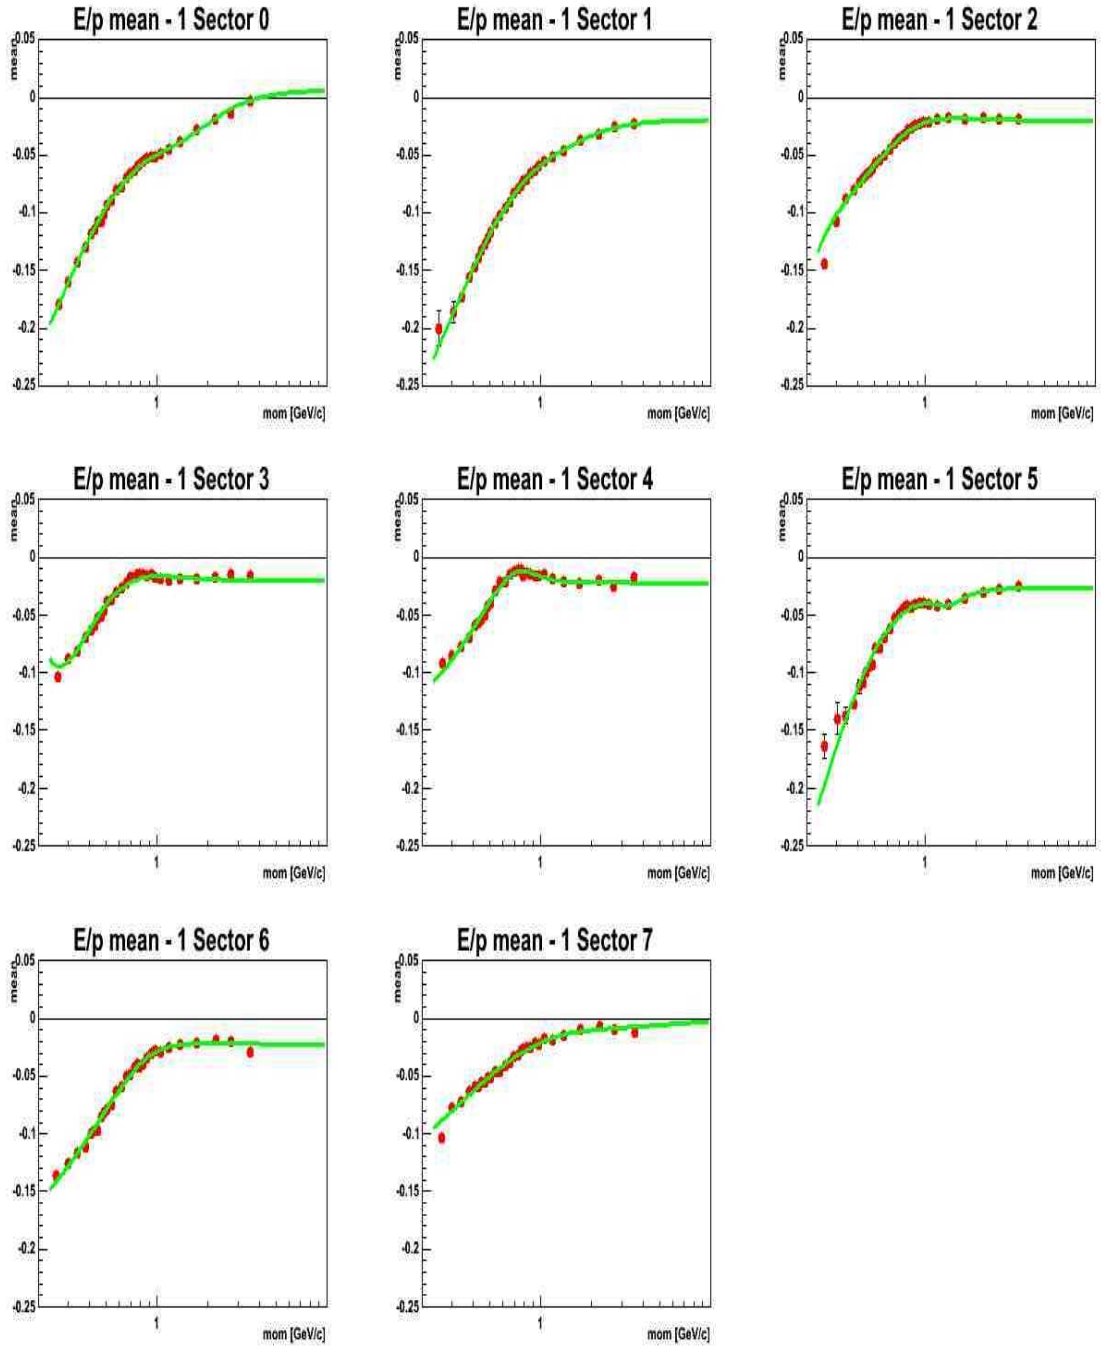 E/p mean - 1 Sector 0
mean
0.05
0
-0.05
-0.1
-0.15
-0.2
-0.25
1
mom [GeV/c]
E/p mean - 1 Sector 1
mean
0.05
0
-0.05
-0.1
-0.15
-0.2
-0.25
1
mom [GeV/c]
E/p mean - 1 Sector 2
mean
0.05
0
-0.05
-0.1
-0.15
-0.2
-0.25
1
mom [GeV/c]
E/p mean - 1 Sector 3
mean
0.05
0
-0.05
-0.1
-0.15
-0.2
-0.25
1
mom [GeV/c]
E/p mean - 1 Sector 4
mean
0.05
0
-0.05
-0.1
-0.15
-0.2
-0.25
1
mom [GeV/c]
E/p mean - 1 Sector 5
mean
0.05
0
-0.05
-0.1
-0.15
-0.2
-0.25
1
mom [GeV/c]
E/p mean - 1 Sector 6
mean
0.05
0
-0.05
-0.1
-0.15
-0.2
-0.25
1
mom [GeV/c]
E/p mean - 1 Sector 7
mean
0.05
0
-0.05
-0.1
-0.15
-0.2
-0.25
1
mom [GeV/c]